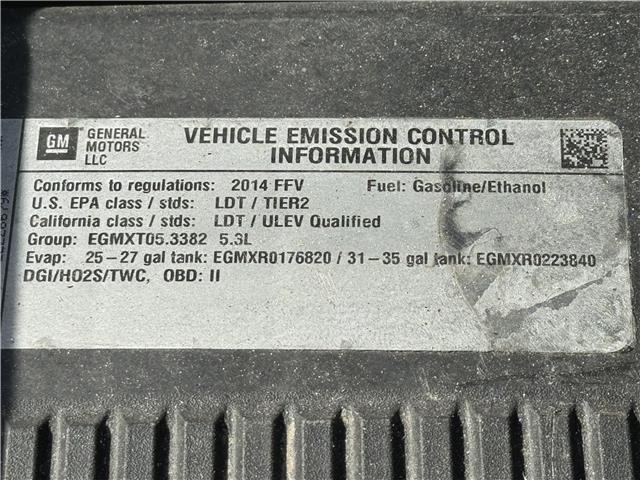 GM
GENERAL
MOTORS
LLC
VEHICLE EMISSION CONTROL
INFORMATION
Conforms to regulations: 2014 FFV Fuel: Gasoline/Ethanol
U.S. EPA class / stds: LDT / TIER2
California class / stds: LDT / ULEV Qualified
Group: EGMXT05.3382 5.3L
Evap: 25-27 gal tank: EGMXR0176820 / 31-35 gal tank: EGMXR0223840
DGI/HO2S/TWC, OBD: II